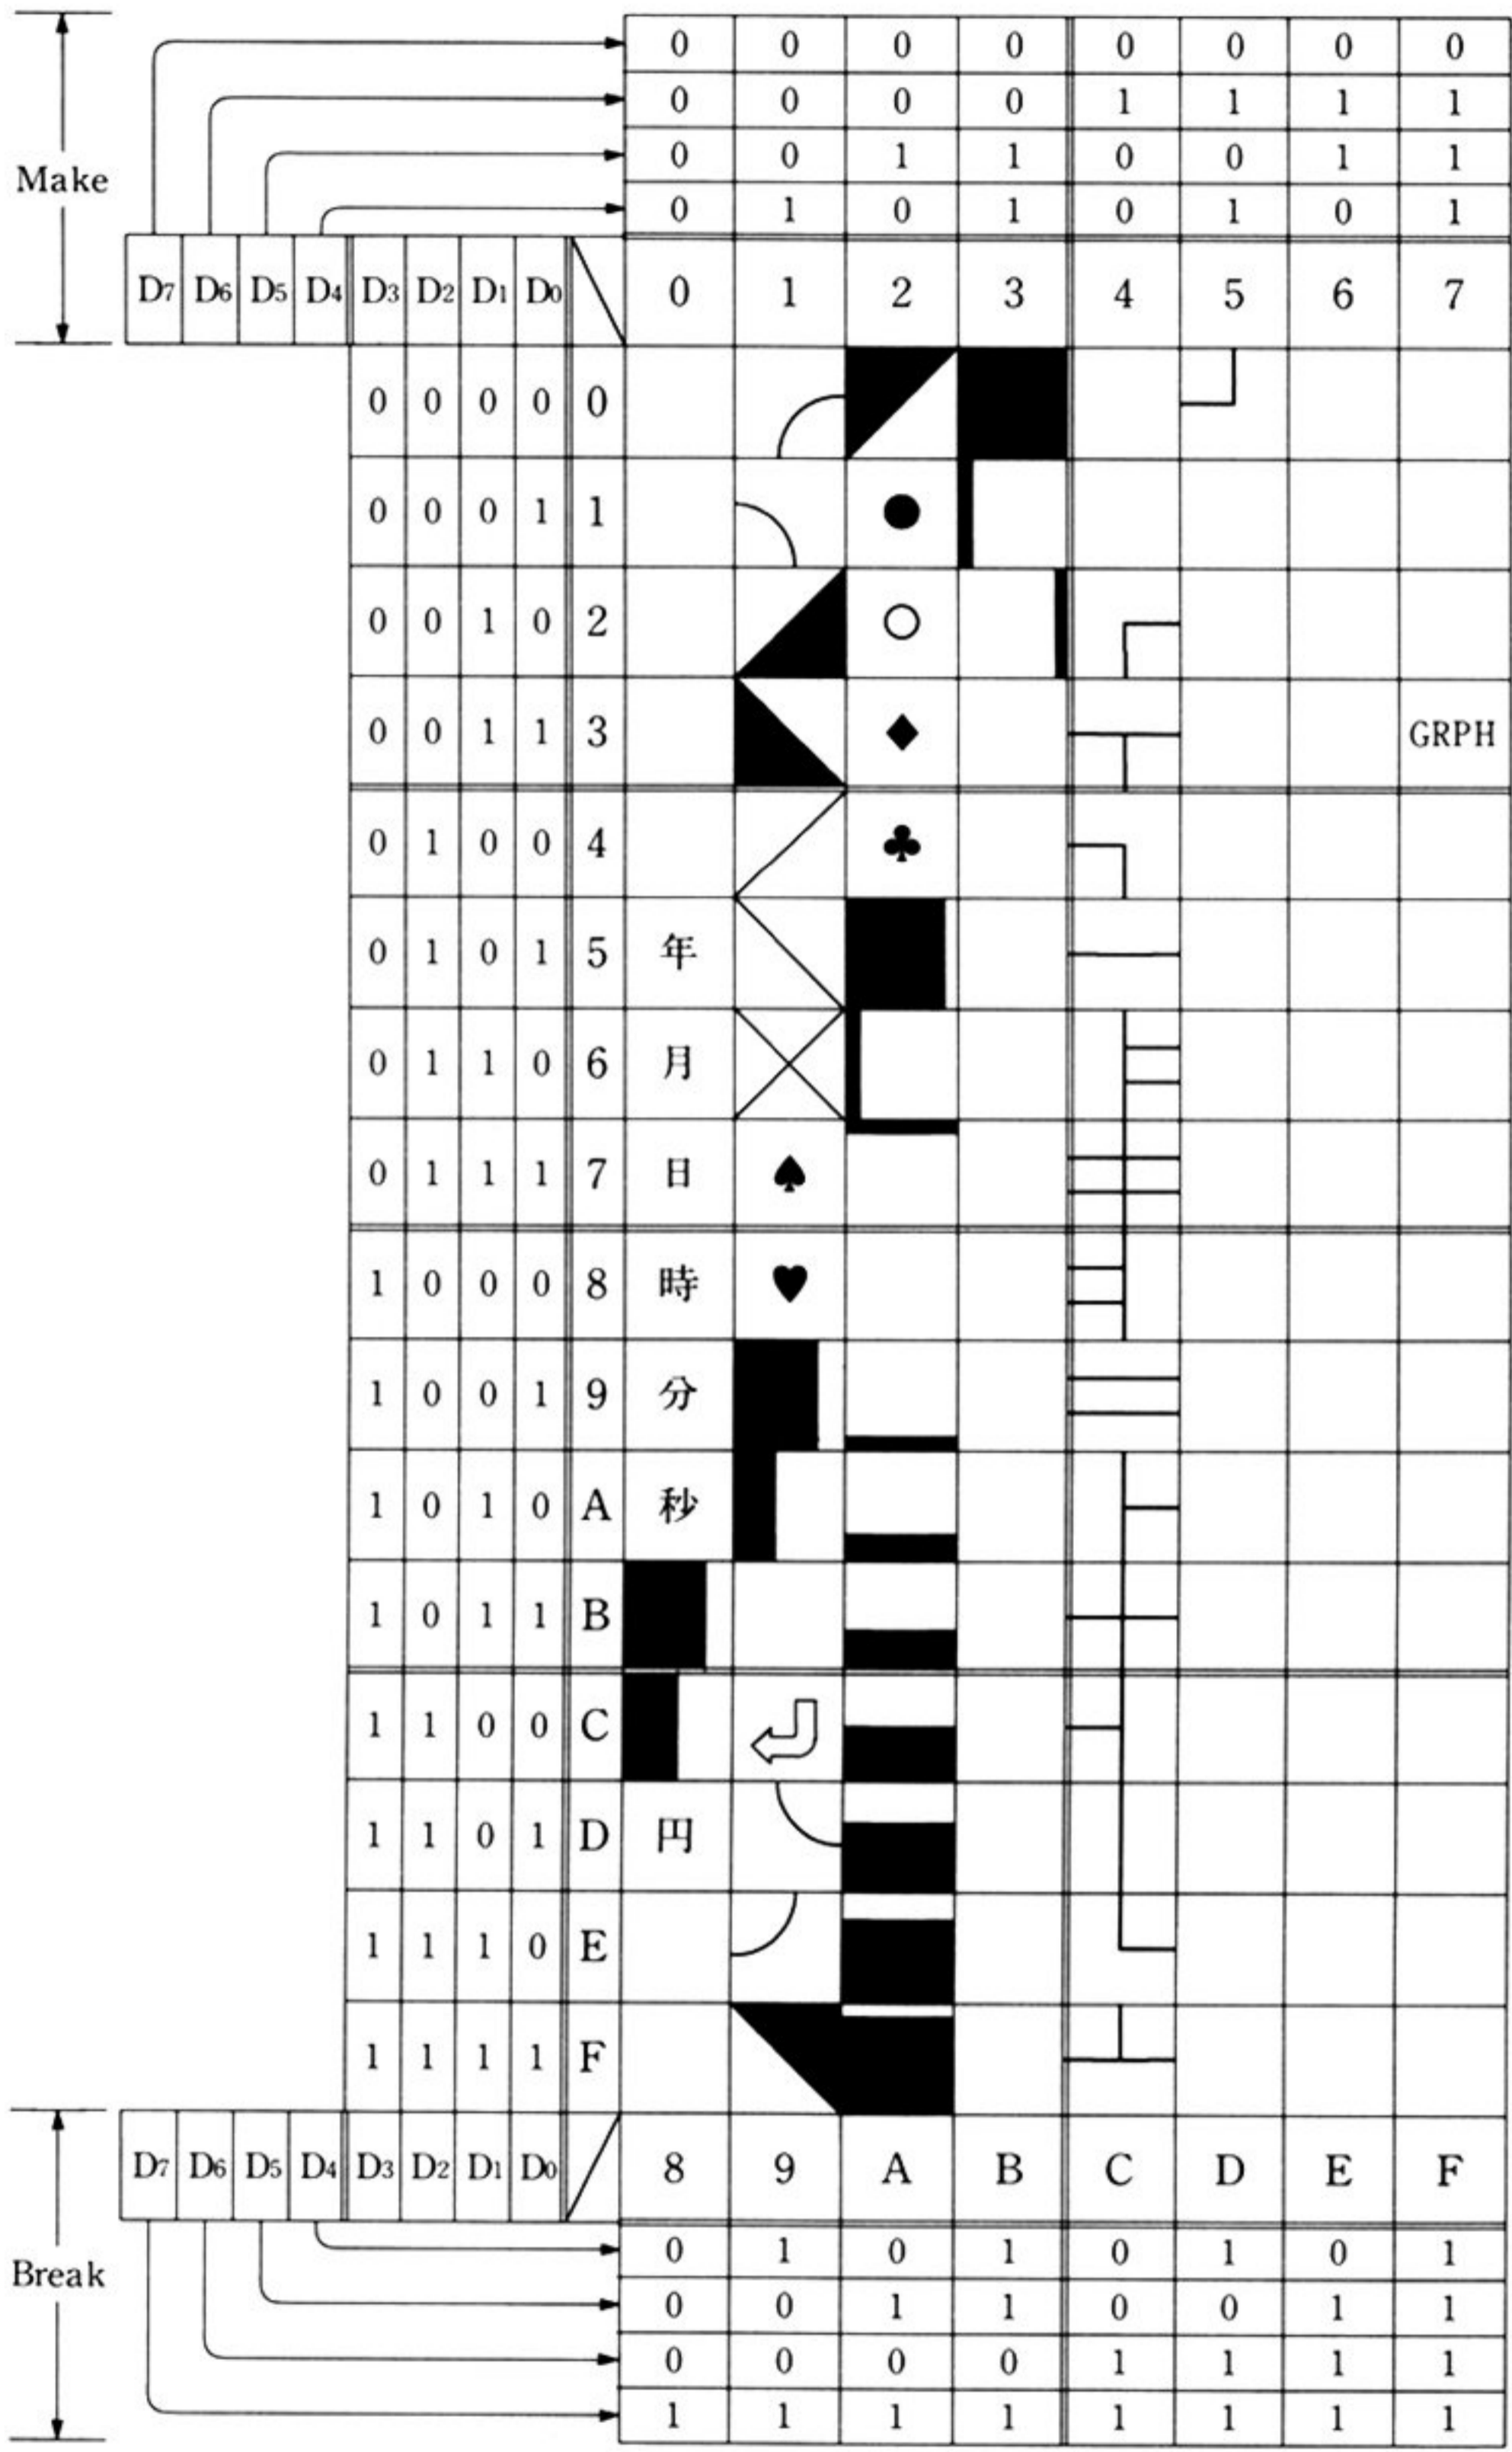 0 0 0 0 0 0 0 0
0 0 0 0 1 1 1 1
0 0 1 1 0 0 1 1
Make
0 1 0 1 0 1 0 1
D7 D6 D5 D4 D3 D2 D1 D0 0 1 2 3 4 5 6 7
0 0 0 0 0
0 0 0 1 1 ●
0 0 1 0 2 ○
0 0 1 1 3 ♦ GRPH
0 1 0 0 4 ♣
0 1 0 1 5 年
0 1 1 0 6 月
0 1 1 1 7 日 ♠
1 0 0 0 8 時 ♥
1 0 0 1 9 分
1 0 1 0 A 秒
1 0 1 1 B
1 1 0 0 C
1 1 0 1 D 円
1 1 1 0 E
1 1 1 1 F
D7 D6 D5 D4 D3 D2 D1 D0 8 9 A B C D E F
0 1 0 1 0 1 0 1
Break
0 0 1 1 0 0 1 1
0 0 0 0 1 1 1 1
1 1 1 1 1 1 1 1